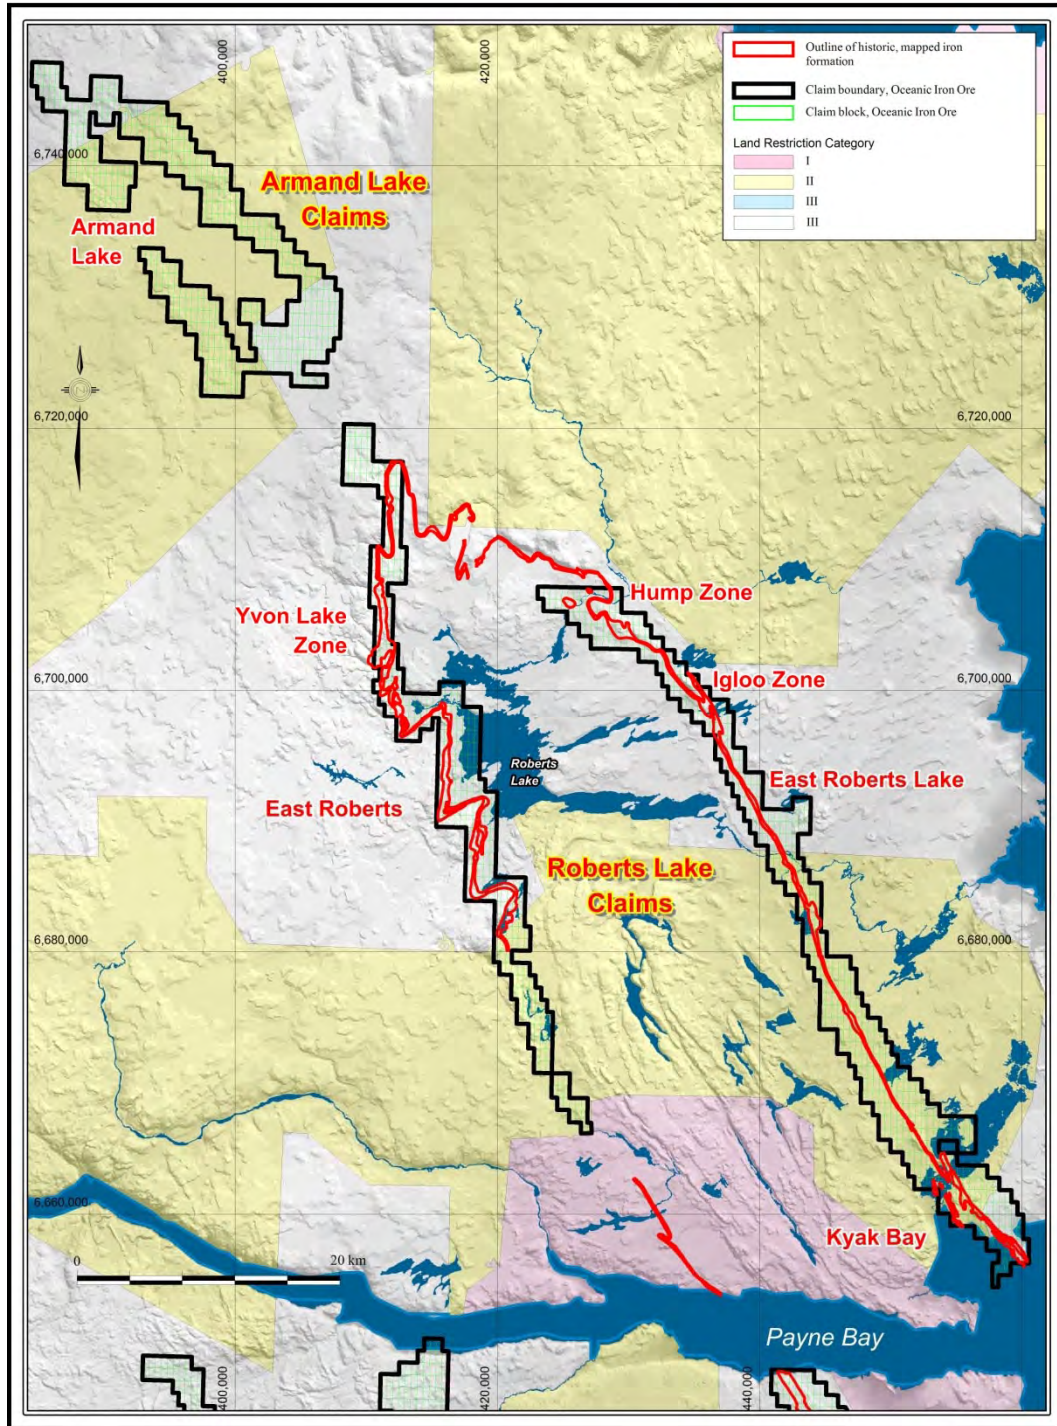 400,000
420,000
Outline of historic, mapped iron
formation
Claim boundary, Oceanic Iron Ore
Claim block, Oceanic Iron Ore
Land Restriction Category
I
II
III
III
6,740,000
Armand Lake
Claims
Armand
Lake
N
6,720,000
6,720,000
Hump Zone
Yvon Lake
Zone
Igloo Zone
6,700,000
6,700,000
Roberts
Lake
East Roberts Lake
East Roberts
Roberts Lake
Claims
6,680,000
6,680,000
6,660,000
Kyak Bay
0
20 km
Payne Bay
400,000
420,000
440,000